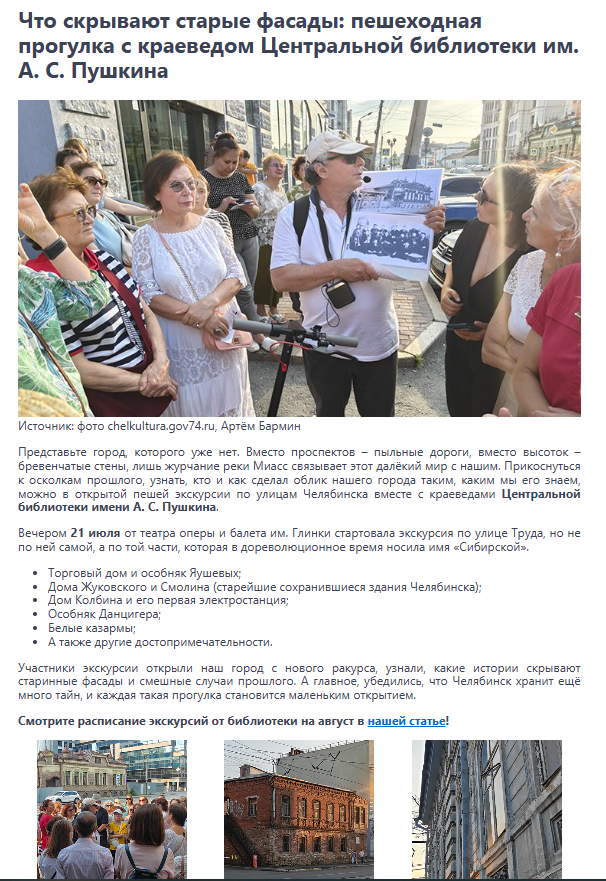 Что скрывают старые фасады: пешеходная
прогулка с краеведом Центральной библиотеки им.
А. С. Пушкина
Источник: фото chelkultura.gov74.ru, Артём Бармин
Представьте город, которого уже нет. Вместо проспектов – пыльные дороги, вместо высоток –
бревенчатые стены, лишь журчание реки Миасс связывает этот далёкий мир с нашим. Прикоснуться
к осколкам прошлого, узнать, кто и как сделал облик нашего города таким, каким мы его знаем,
можно в открытой пешей экскурсии по улицам Челябинска вместе с краеведами Центральной
библиотеки имени А. С. Пушкина.
Вечером 21 июля от театра оперы и балета им. Глинки стартовала экскурсия по улице Труда, но не
по ней самой, а по той части, которая в дореволюционное время носила имя «Сибирской».
• Торговый дом и особняк Яушевых;
• Дома Жуковского и Смолина (старейшие сохранившиеся здания Челябинска);
• Дом Колбина и его первая электростанция;
• Особняк Данцигера;
• Белые казармы;
• А также другие достопримечательности.
Участники экскурсии открыли наш город с нового ракурса, узнали, какие истории скрывают
старинные фасады и смешные случаи прошлого. А главное, убедились, что Челябинск хранит ещё
много тайн, и каждая такая прогулка становится маленьким открытием.
Смотрите расписание экскурсий от библиотеки на август в нашей статье!